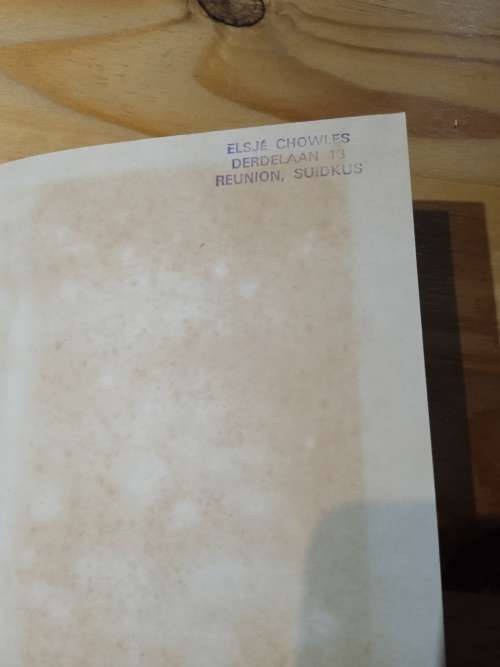 ELSJÉ CHOWLES
DERDELAAN 13
REUNION, SUIDKUS